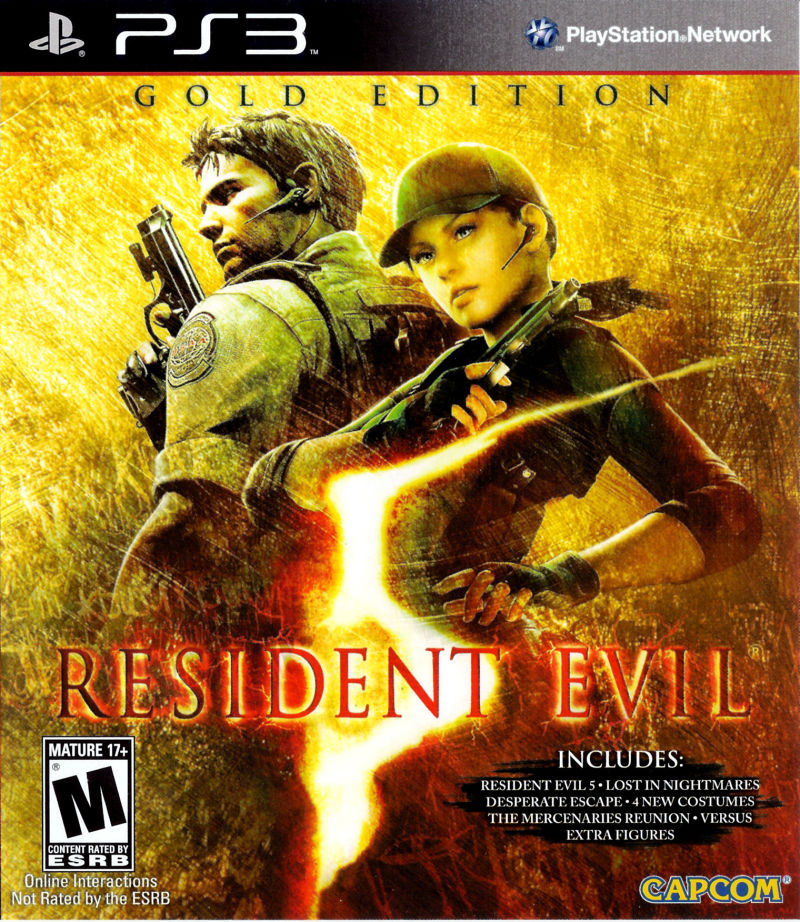 PS3™
PlayStation®Network
GOLD EDITION
5
RESIDENT EVIL®
MATURE 17+
®
M
CONTENT RATED BY
ESRB
Online Interactions
Not Rated by the ESRB
INCLUDES:
RESIDENT EVIL 5 • LOST IN NIGHTMARES
DESPERATE ESCAPE • 4 NEW COSTUMES
THE MERCENARIES REUNION • VERSUS
EXTRA FIGURES
CAPCOM®